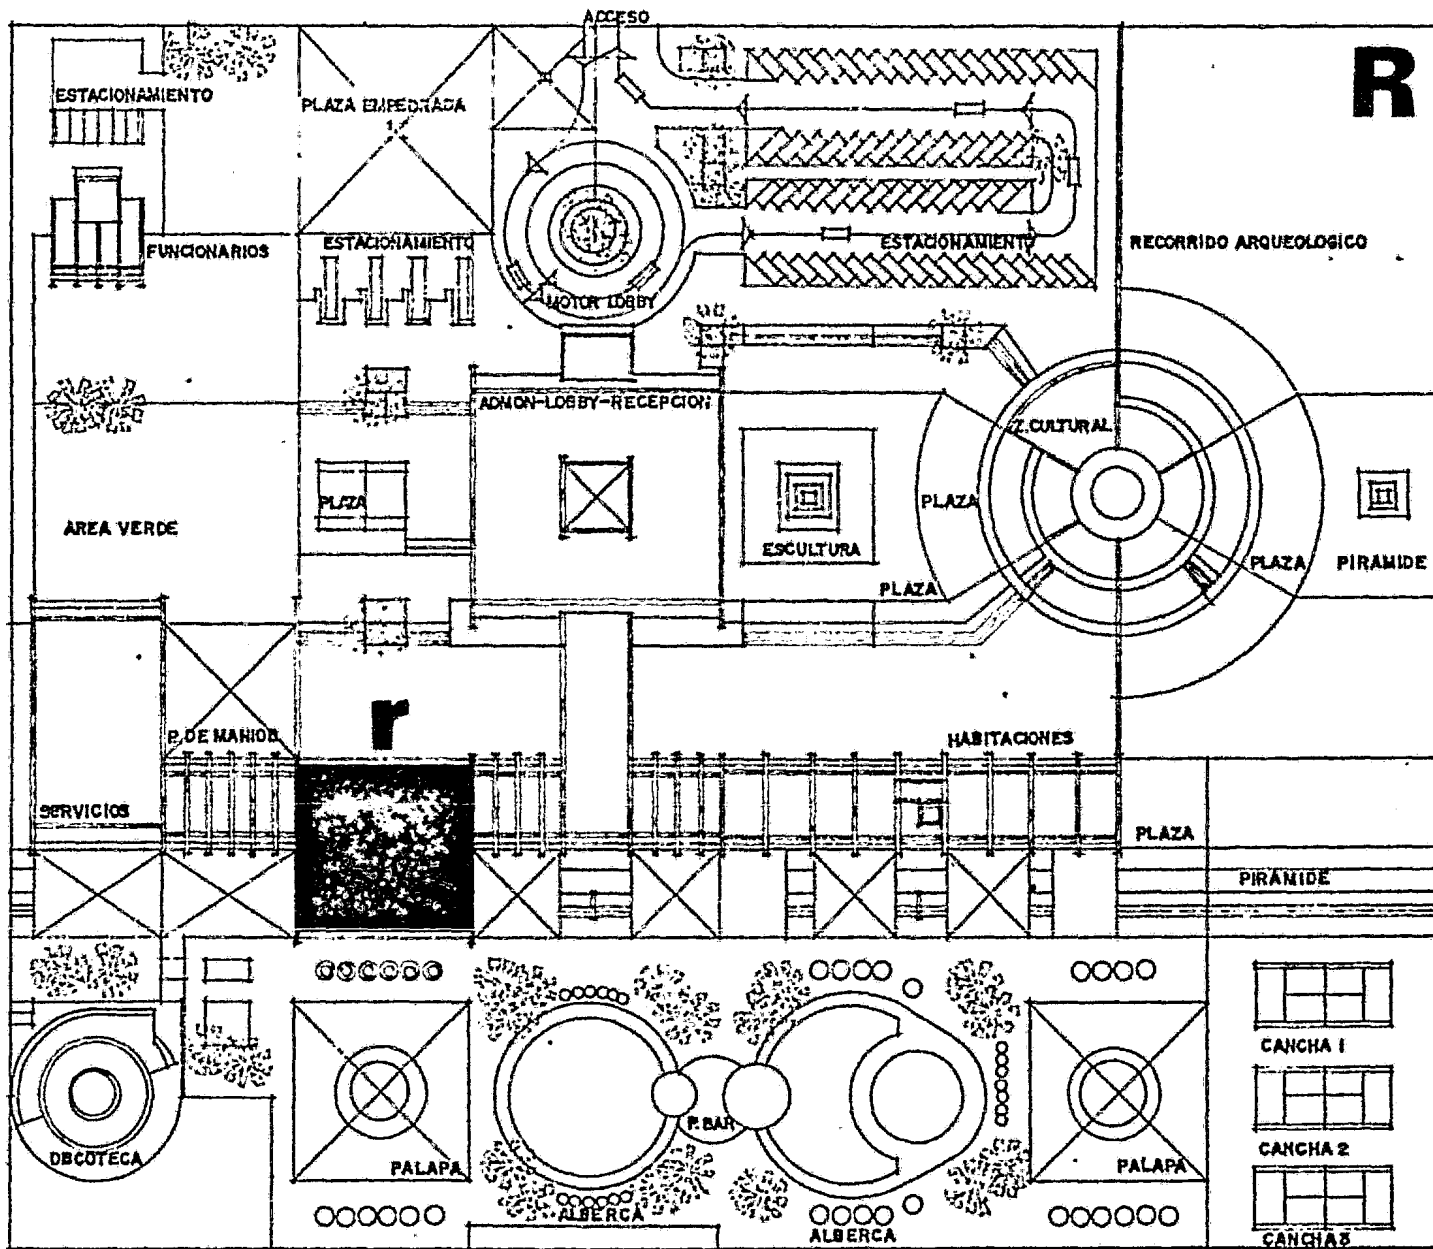 ACCESO
R
ESTACIONAMIENTO
PLAZA EMPEDRADA
FUNCIONARIOS
ESTACIONAMIENTO
ESTACIONAMIENTO
RECORRIDO ARQUEOLOGICO
MOTOR LOBBY
ADMON-LOBBY-RECEPCION
Z.CULTURAL
PLAZA
PLAZA
AREA VERDE
ESCULTURA
PLAZA
PLAZA
PIRAMIDE
r
P. DE MANIOB
HABITACIONES
SERVICIOS
PLAZA
PIRAMIDE
CANCHA 1
P. BAR
CANCHA 2
DISCOTECA
PALAPA
PALAPA
ALBERCA
ALBERCA
CANCHA 3